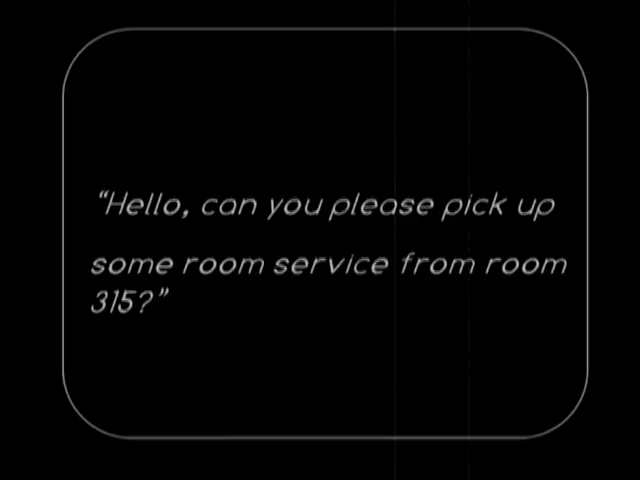 “Hello, can you please pick up
some room service from room
315?”